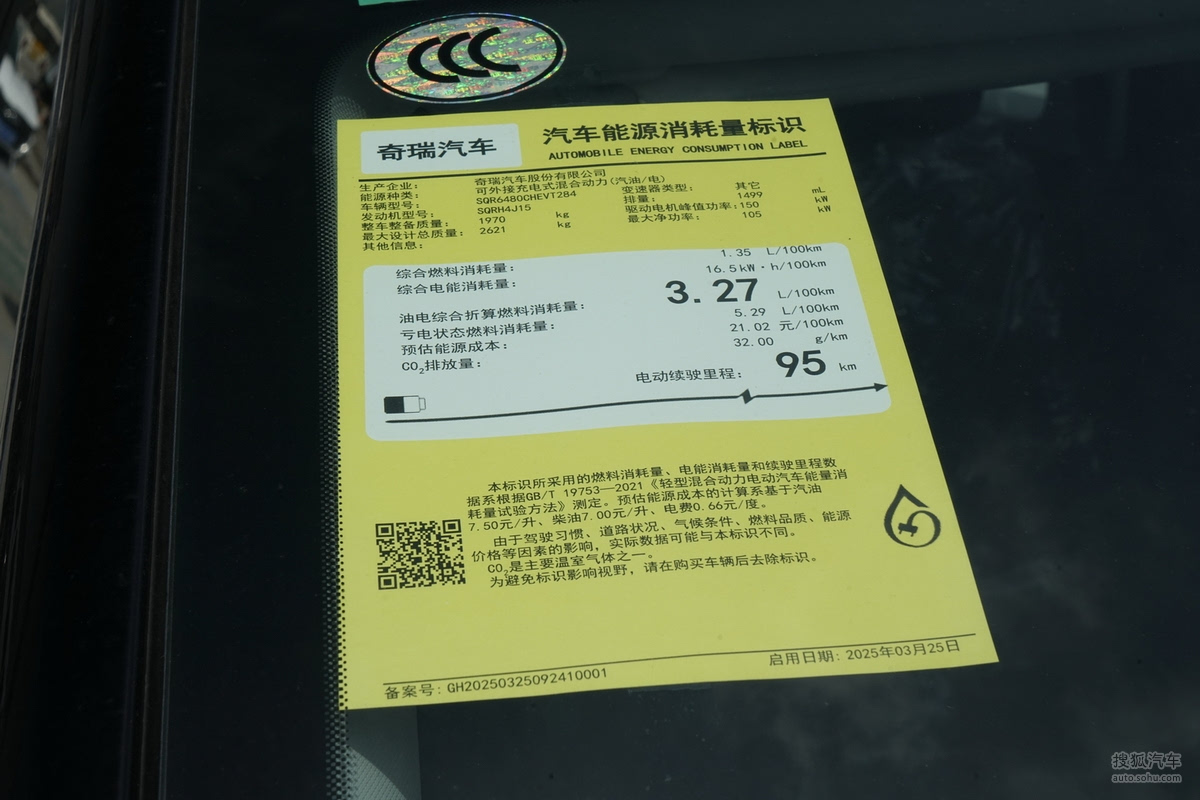 CCC
奇瑞汽车
汽车能源消耗量标识
AUTOMOBILE ENERGY CONSUMPTION LABEL
生产企业： 奇瑞汽车股份有限公司
能源种类： 可外接充电式混合动力(汽油/电) 变速器类型： 其它
车辆型号： SQR6480CHEVT284 排量： 1499 mL
发动机型号： SQRH4J15 驱动电机峰值功率：150 kW
整车整备质量： 1970 kg 最大净功率： 105 kW
最大设计总质量： 2621 kg
其他信息：
综合燃料消耗量： 1.35 L/100km
综合电能消耗量： 16.5 kW·h/100km
油电综合折算燃料消耗量： 3.27 L/100km
亏电状态燃料消耗量： 5.29 L/100km
预估能源成本： 21.02 元/100km
CO₂排放量： 32.00 g/km
电动续驶里程： 95 km
本标识所采用的燃料消耗量、电能消耗量和续驶里程数
据系根据GB/T 19753—2021《轻型混合动力电动汽车能量消
耗量试验方法》测定。预估能源成本的计算系基于汽油
7.50元/升、柴油7.00元/升、电费0.66元/度。
由于驾驶习惯、道路状况、气候条件、燃料品质、能源
价格等因素的影响，实际数据可能与本标识不同。
CO₂是主要温室气体之一。
为避免标识影响视野，请在购买车辆后去除标识。
备案号：GH20250325092410001 启用日期：2025年03月25日
搜狐汽车
auto.sohu.com